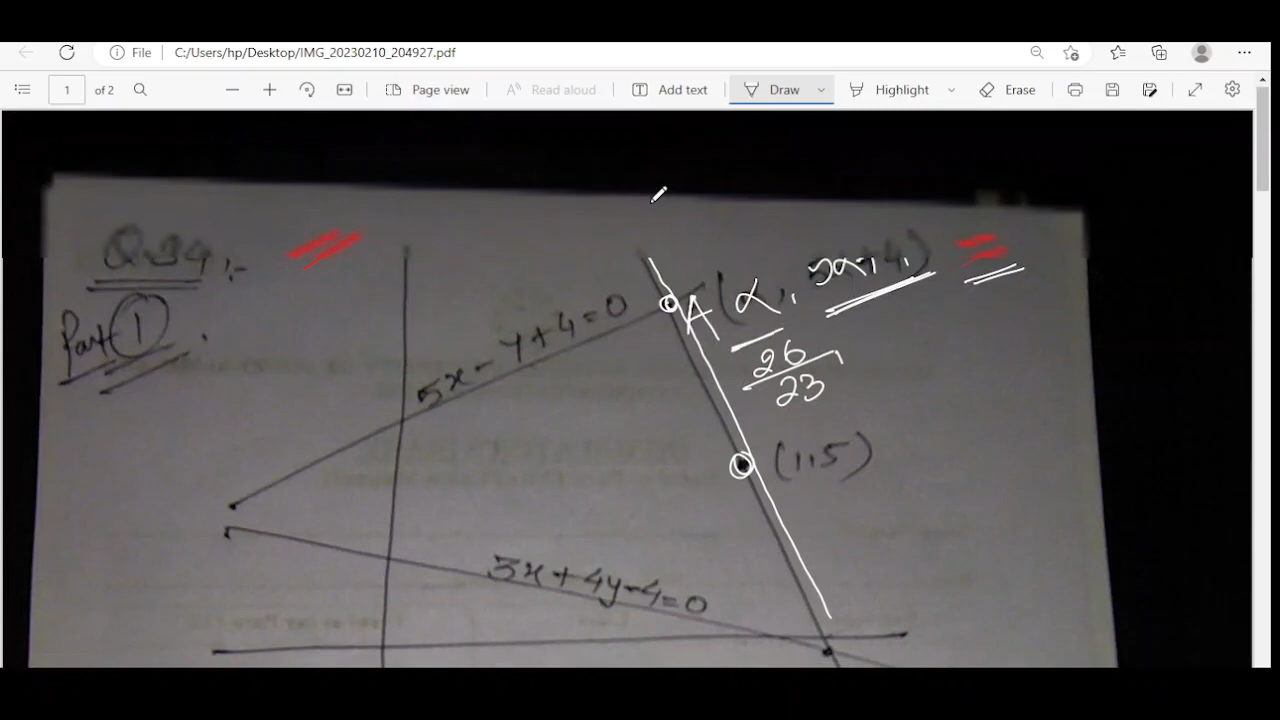 File C:/Users/hp/Desktop/IMG_20230210_204927.pdf
1 of 2 Page view Read aloud Add text Draw Highlight Erase
Q.34:-
Part (1)
5x-y+4=0
A (α, 5α+4)
26
23
(1,5)
3x+4y-4=0